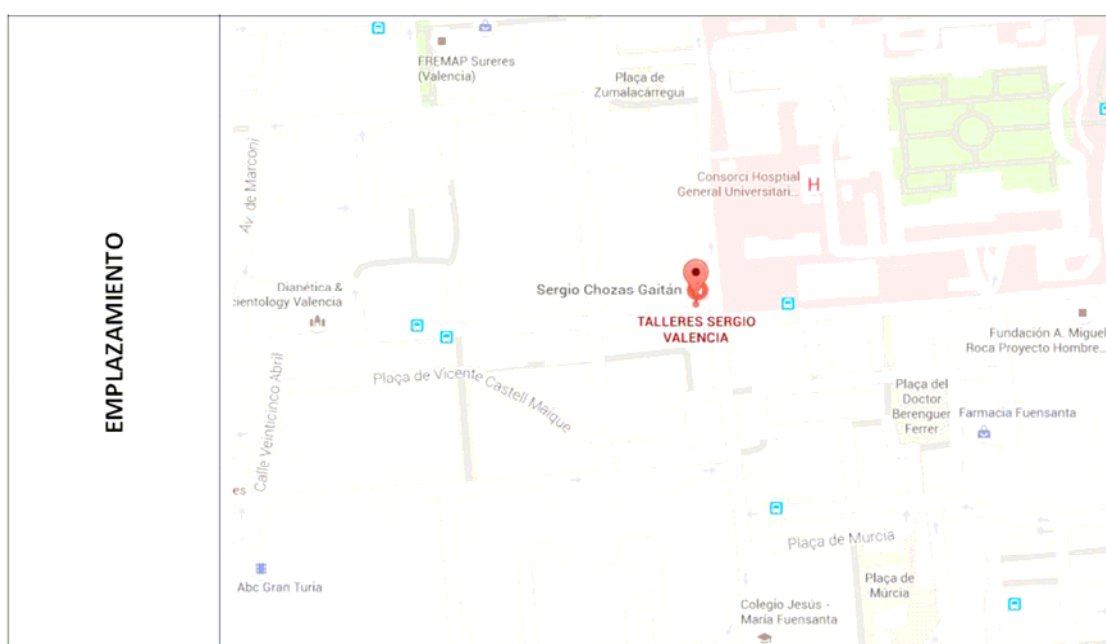 EMPLAZAMIENTO
FREMAP Sureres
(Valencia)
Plaça de
Zumalacárregui
Av. de Marconi
Consorci Hosptial
General Universitari...
H
Dianética &
cientology Valencia
Sergio Chozas Gaitán
TALLERES SERGIO
VALENCIA
Fundación A. Miguel
Roca Proyecto Hombre...
Plaça de Vicente Castell Maique
Calle Veinticinco Abril
Plaça del
Doctor
Berenguer
Ferrer
Farmacia Fuensanta
es
Plaça de Murcia
Abc Gran Turia
Plaça de
Múrcia
Colegio Jesús -
María Fuensanta